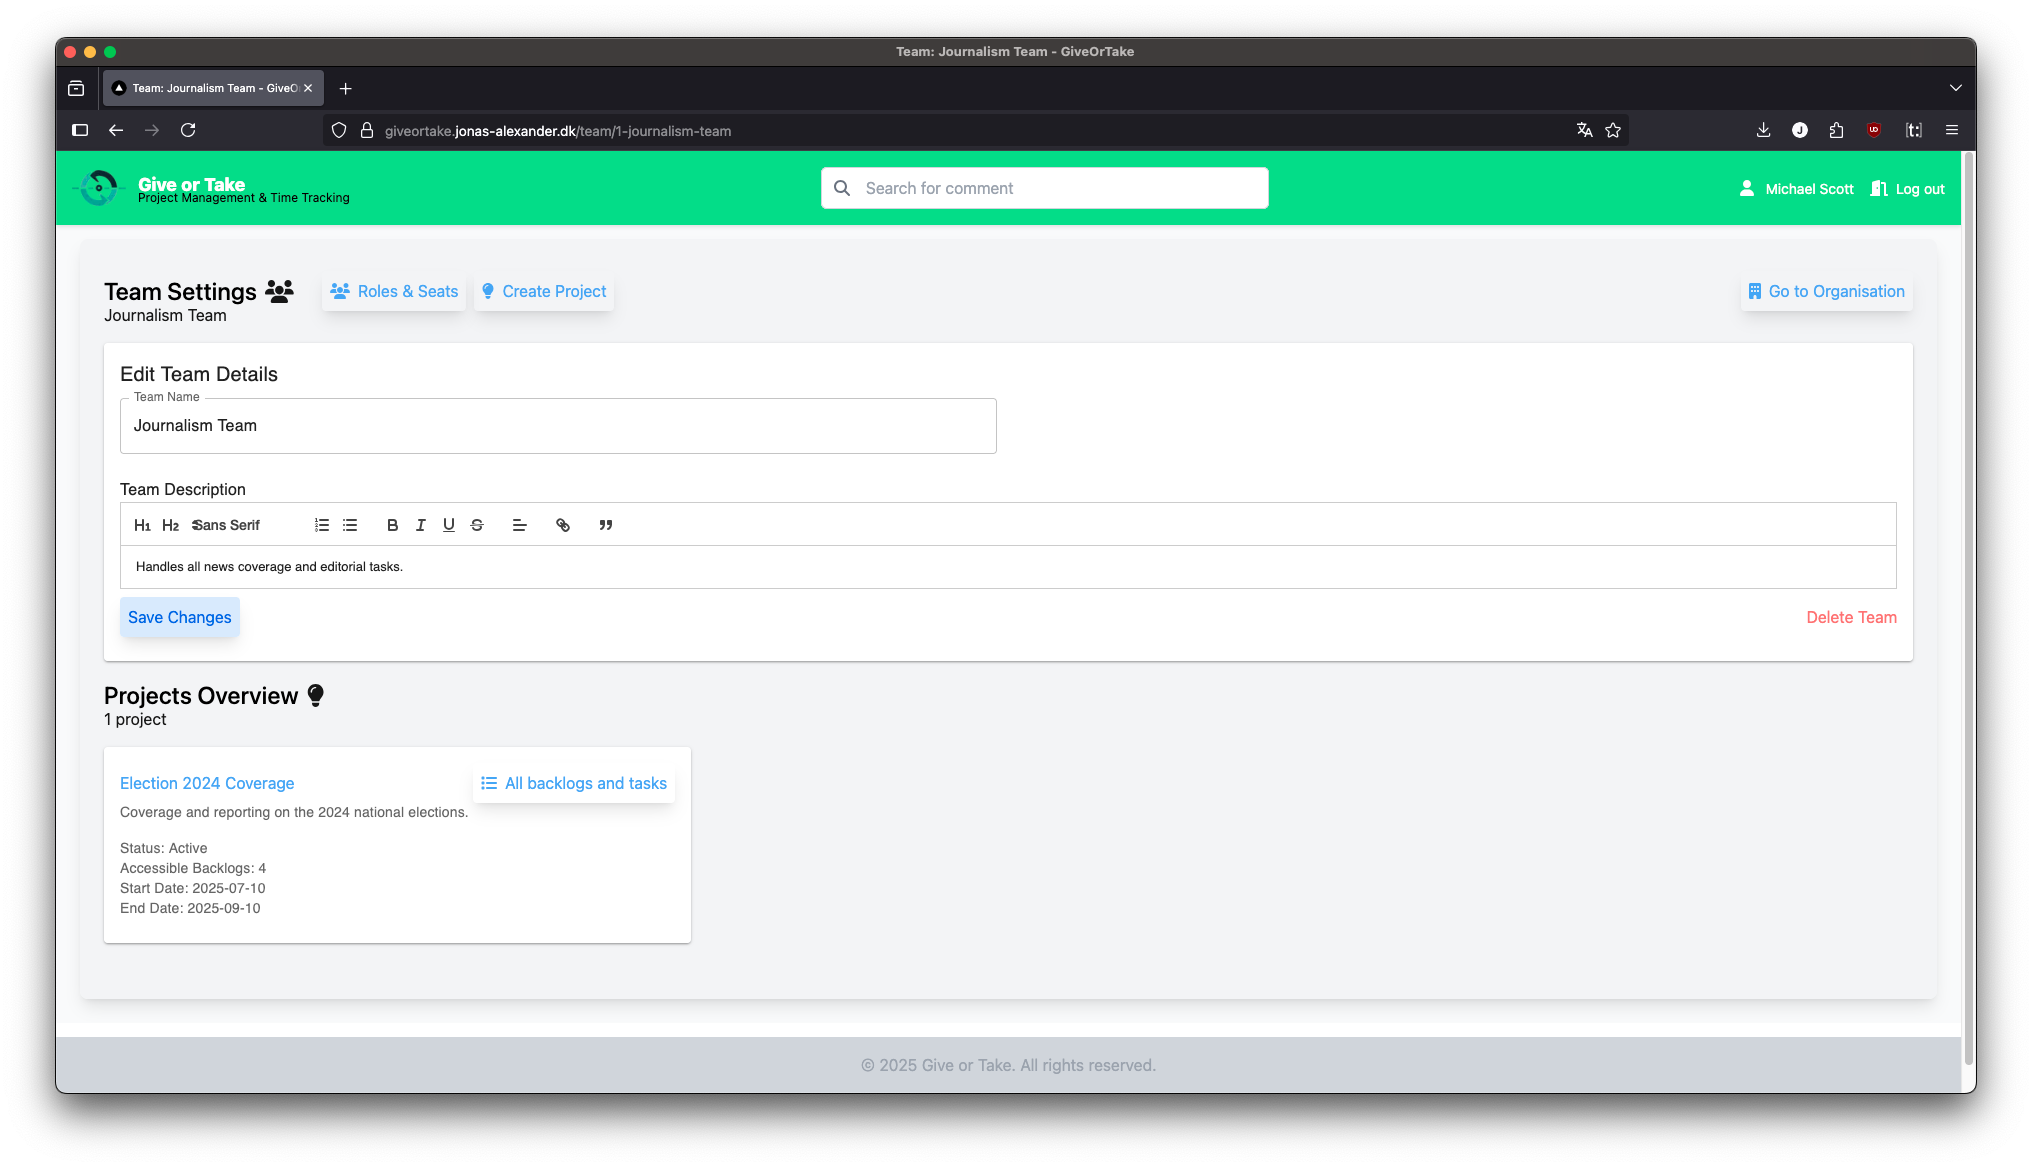 Team: Journalism Team - GiveOrTake
Team: Journalism Team - GiveO
giveortake.jonas-alexander.dk/team/1-journalism-team
Give or Take
Project Management & Time Tracking
Search for comment
Michael Scott
Log out
Team Settings
Roles & Seats
Create Project
Go to Organisation
Journalism Team
Edit Team Details
Team Name
Journalism Team
Team Description
H1 H2 Sans Serif
Handles all news coverage and editorial tasks.
Save Changes
Delete Team
Projects Overview
1 project
Election 2024 Coverage
All backlogs and tasks
Coverage and reporting on the 2024 national elections.
Status: Active
Accessible Backlogs: 4
Start Date: 2025-07-10
End Date: 2025-09-10
© 2025 Give or Take. All rights reserved.